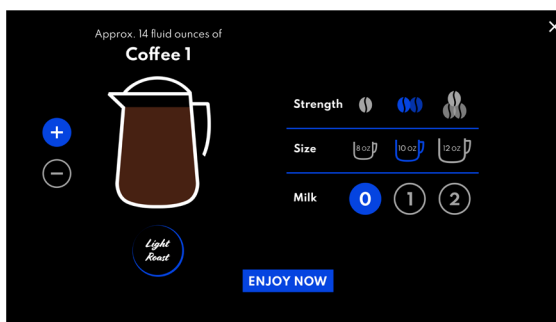 Approx. 14 fluid ounces of
Coffee 1
Strength
Size 8 oz 10 oz 12 oz
Milk 0 1 2
Light
Roast
ENJOY NOW